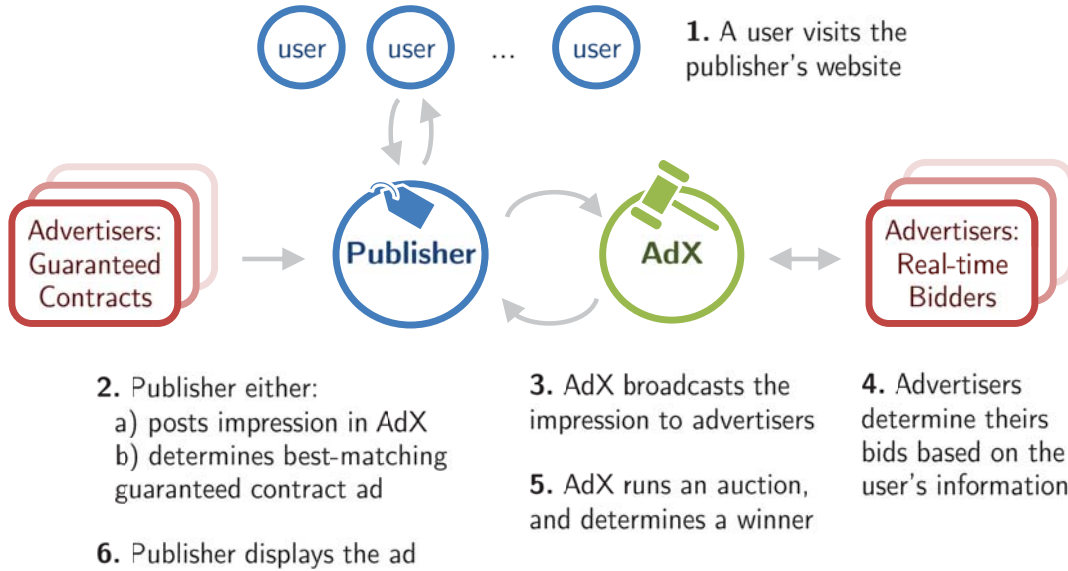 user
user
...
user
1. A user visits the
publisher's website
Advertisers:
Guaranteed
Contracts
Publisher
AdX
Advertisers:
Real-time
Bidders
2. Publisher either:
a) posts impression in AdX
b) determines best-matching
guaranteed contract ad
6. Publisher displays the ad
3. AdX broadcasts the
impression to advertisers
5. AdX runs an auction,
and determines a winner
4. Advertisers
determine theirs
bids based on the
user's information